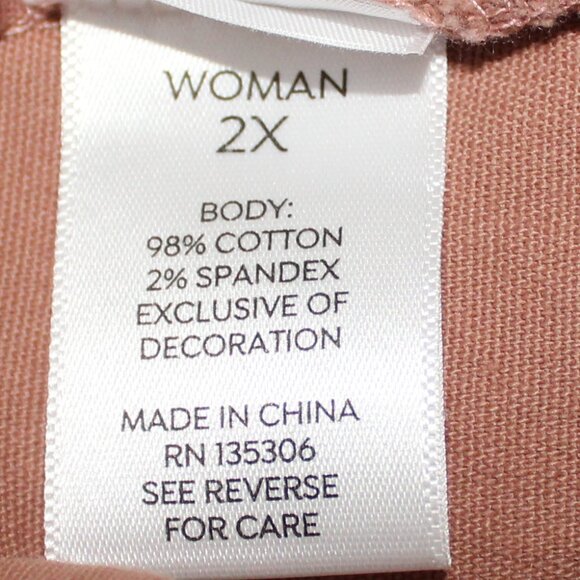 WOMAN
2X
BODY:
98% COTTON
2% SPANDEX
EXCLUSIVE OF
DECORATION
MADE IN CHINA
RN 135306
SEE REVERSE
FOR CARE